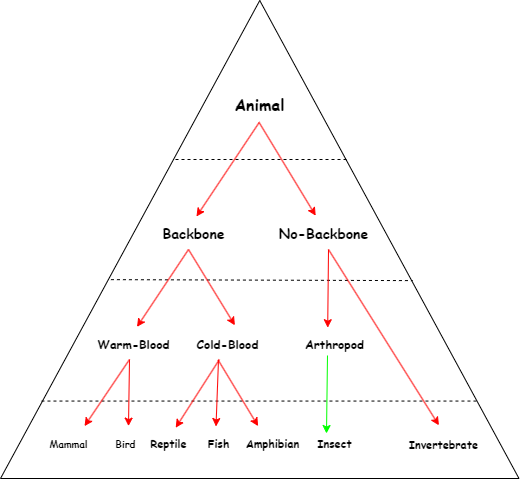 Animal
Backbone
No-Backbone
Warm-Blood
Cold-Blood
Arthropod
Mammal
Bird
Reptile
Fish
Amphibian
Insect
Invertebrate